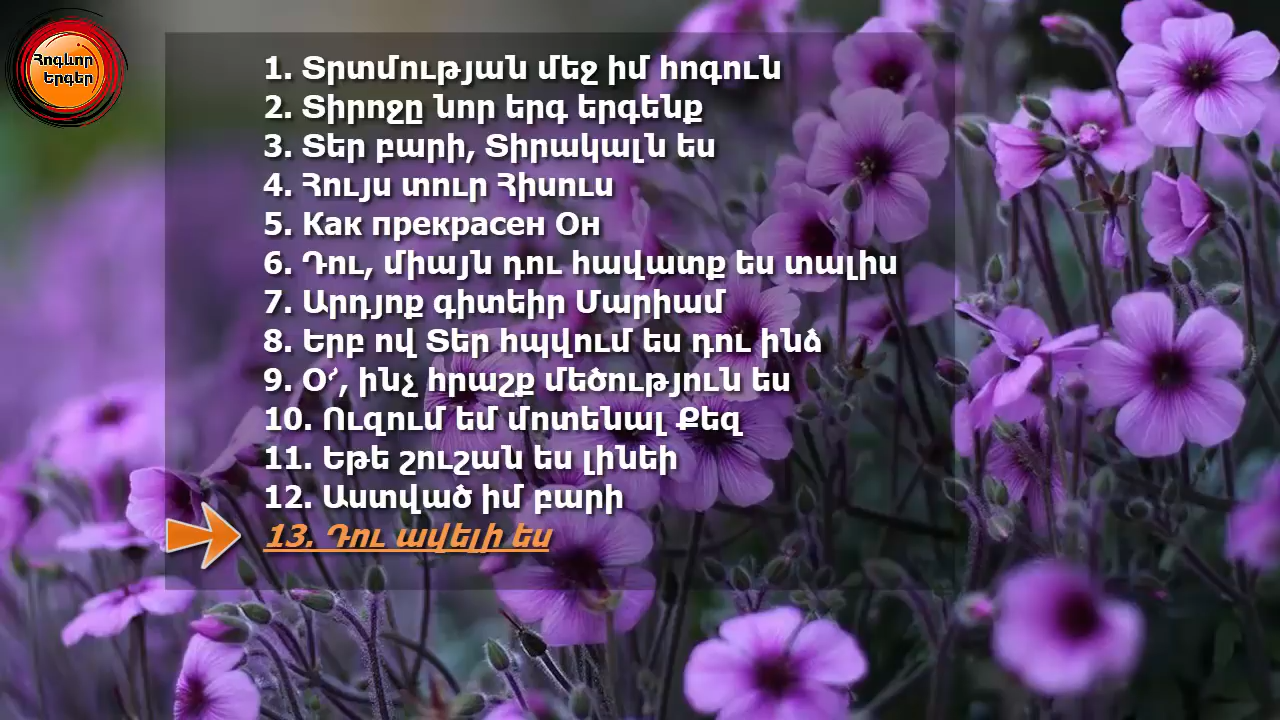 Հոգևոր
Երգեր
1. Տրտմության մեջ իմ հոգուն
2. Տիրոջը նոր երգ երգենք
3. Տեր բարի, Տիրակալն ես
4. Հույս տուր Հիսուս
5. Как прекрасен Он
6. Դու, միայն դու հավատք ես տալիս
7. Արդյոք գիտեիր Մարիամ
8. Երբ ով Տեր հպվում ես դու ինձ
9. Օ՜, ինչ հրաշք մեծություն ես
10. Ուզում եմ մոտենալ Քեզ
11. Եթե շուշան ես լինեի
12. Աստված իմ բարի
13. Դու ավելի ես